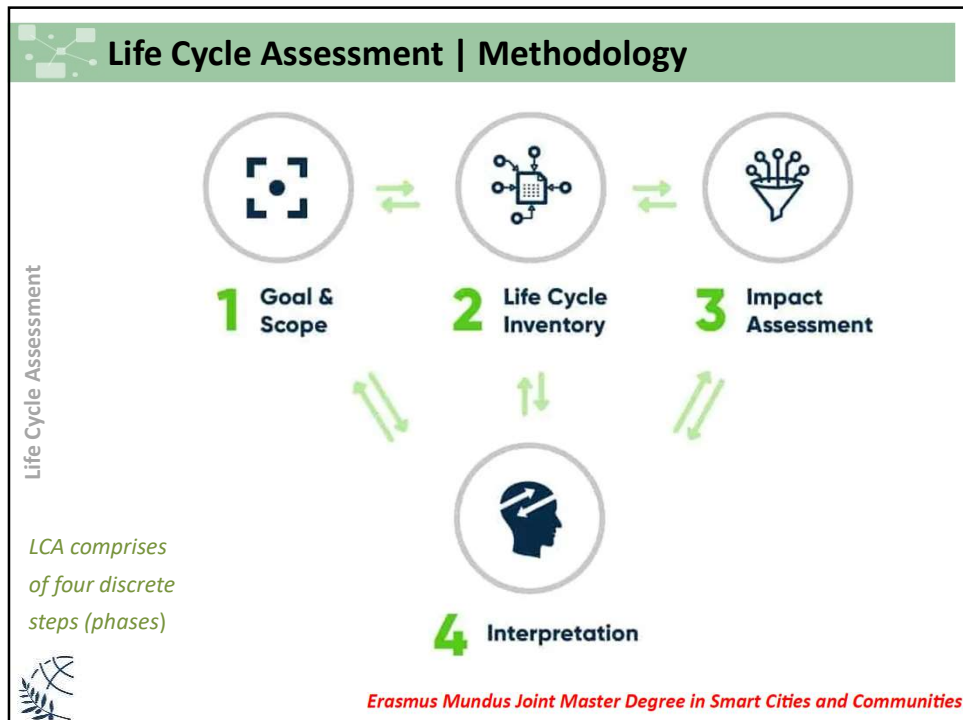 Life Cycle Assessment | Methodology
1 Goal &
Scope
2 Life Cycle
Inventory
3 Impact
Assessment
Life Cycle Assessment
LCA comprises
of four discrete
steps (phases)
4 Interpretation
Erasmus Mundus Joint Master Degree in Smart Cities and Communities